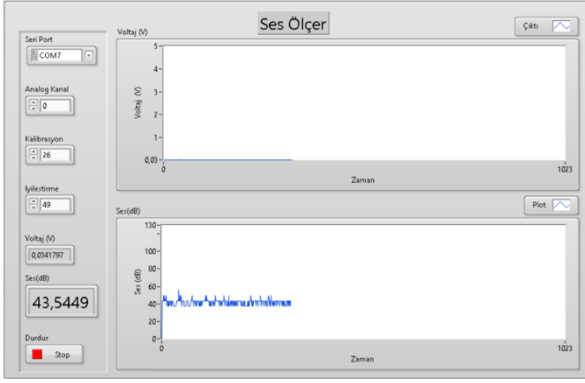 Ses Ölçer
Seri Port
COM7
Analog Kanal
0
Kalibrasyon
26
Iyilestirme
49
Voltaj (V)
0,0341797
Ses(dB)
43,5449
Durdur
Stop
Voltaj (V)
Çıktı
Voltaj (V)
5
4
3
2
1
0,03
0
1023
Zaman
Ses(dB)
Plot
Ses (dB)
130
100
80
60
40
20
0
0
1023
Zaman